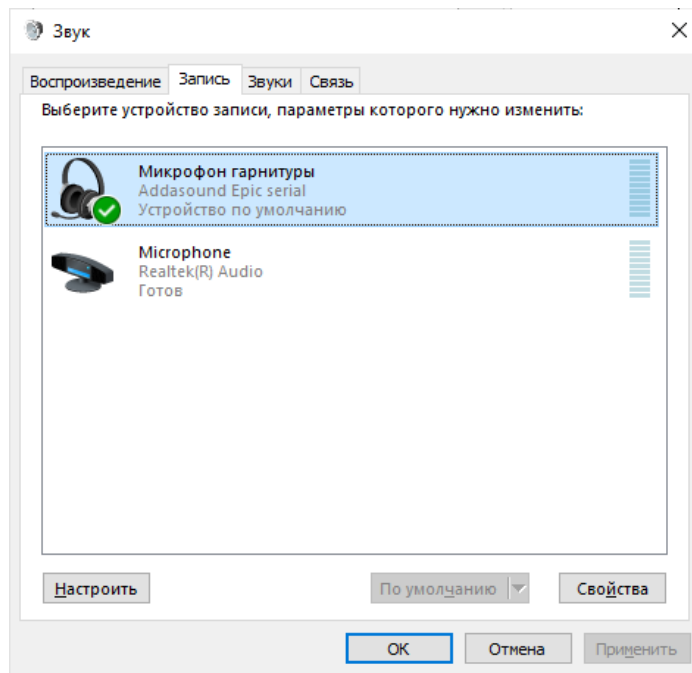 Звук
Воспроизведение Запись Звуки Связь
Выберите устройство записи, параметры которого нужно изменить:
Микрофон гарнитуры
Addasound Epic serial
Устройство по умолчанию
Microphone
Realtek(R) Audio
Готов
Настроить По умолчанию Свойства
ОК Отмена Применить